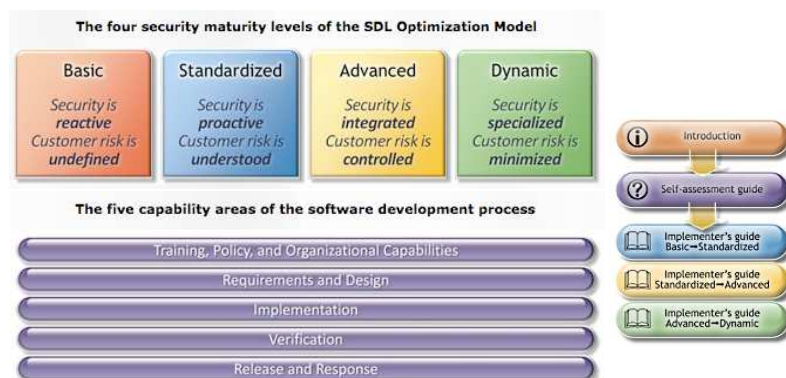 The four security maturity levels of the SDL Optimization Model
Basic
Security is
reactive
Customer risk is
undefined
Standardized
Security is
proactive
Customer risk is
understood
Advanced
Security is
integrated
Customer risk is
controlled
Dynamic
Security is
specialized
Customer risk is
minimized
The five capability areas of the software development process
Training, Policy, and Organizational Capabilities
Requirements and Design
Implementation
Verification
Release and Response
Introduction
Self-assessment guide
Implementer's guide
Basic→Standardized
Implementer's guide
Standardized→Advanced
Implementer's guide
Advanced→Dynamic